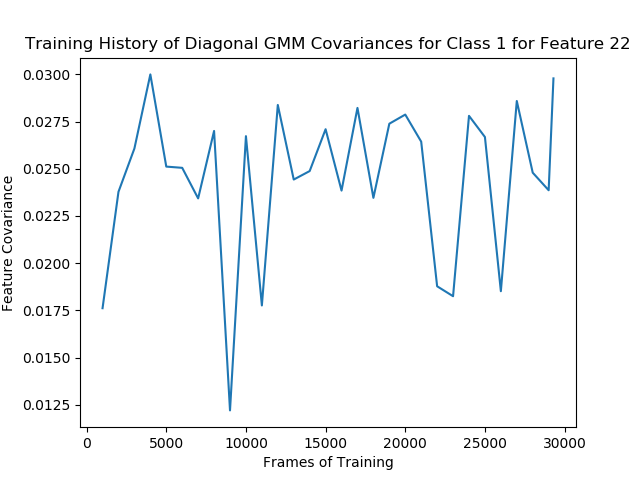 Training History of Diagonal GMM Covariances for Class 1 for Feature 22
0.0300
0.0275
0.0250
0.0225
0.0200
0.0175
0.0150
0.0125
Feature Covariance
0 5000 10000 15000 20000 25000 30000
Frames of Training